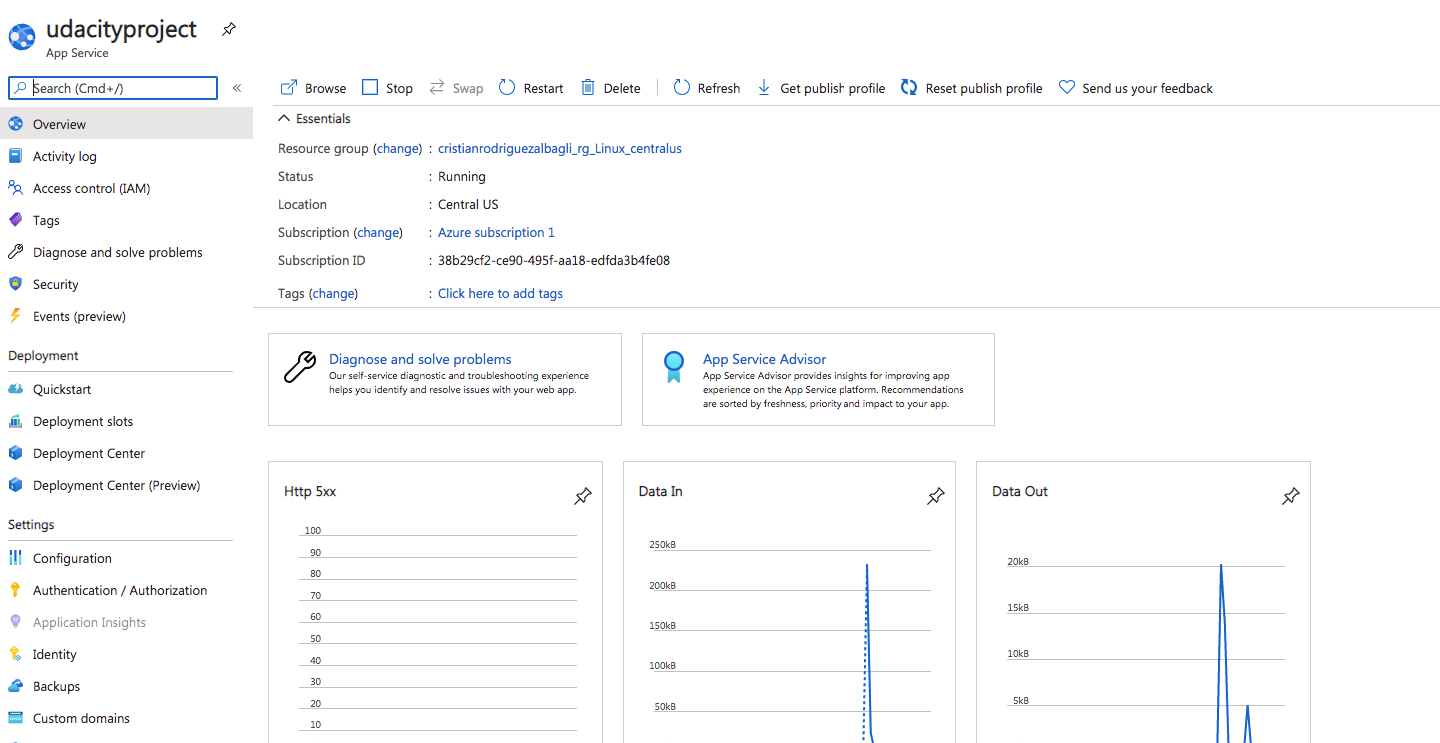 udacityproject
App Service
Search (Cmd+/)
«
Browse Stop Swap Restart Delete Refresh Get publish profile Reset publish profile Send us your feedback
Overview
Activity log
Access control (IAM)
Tags
Diagnose and solve problems
Security
Events (preview)
Deployment
Quickstart
Deployment slots
Deployment Center
Deployment Center (Preview)
Settings
Configuration
Authentication / Authorization
Application Insights
Identity
Backups
Custom domains
Essentials
Resource group (change) : cristianrodriguezalbagli_rg_Linux_centralus
Status : Running
Location : Central US
Subscription (change) : Azure subscription 1
Subscription ID : 38b29cf2-ce90-495f-aa18-edfda3b4fe08
Tags (change) : Click here to add tags
Diagnose and solve problems
Our self-service diagnostic and troubleshooting experience
helps you identify and resolve issues with your web app.
App Service Advisor
App Service Advisor provides insights for improving app
experience on the App Service platform. Recommendations
are sorted by freshness, priority and impact to your app.
Http 5xx
100
90
80
70
60
50
40
30
20
10
Data In
250kB
200kB
150kB
100kB
50kB
Data Out
20kB
15kB
10kB
5kB